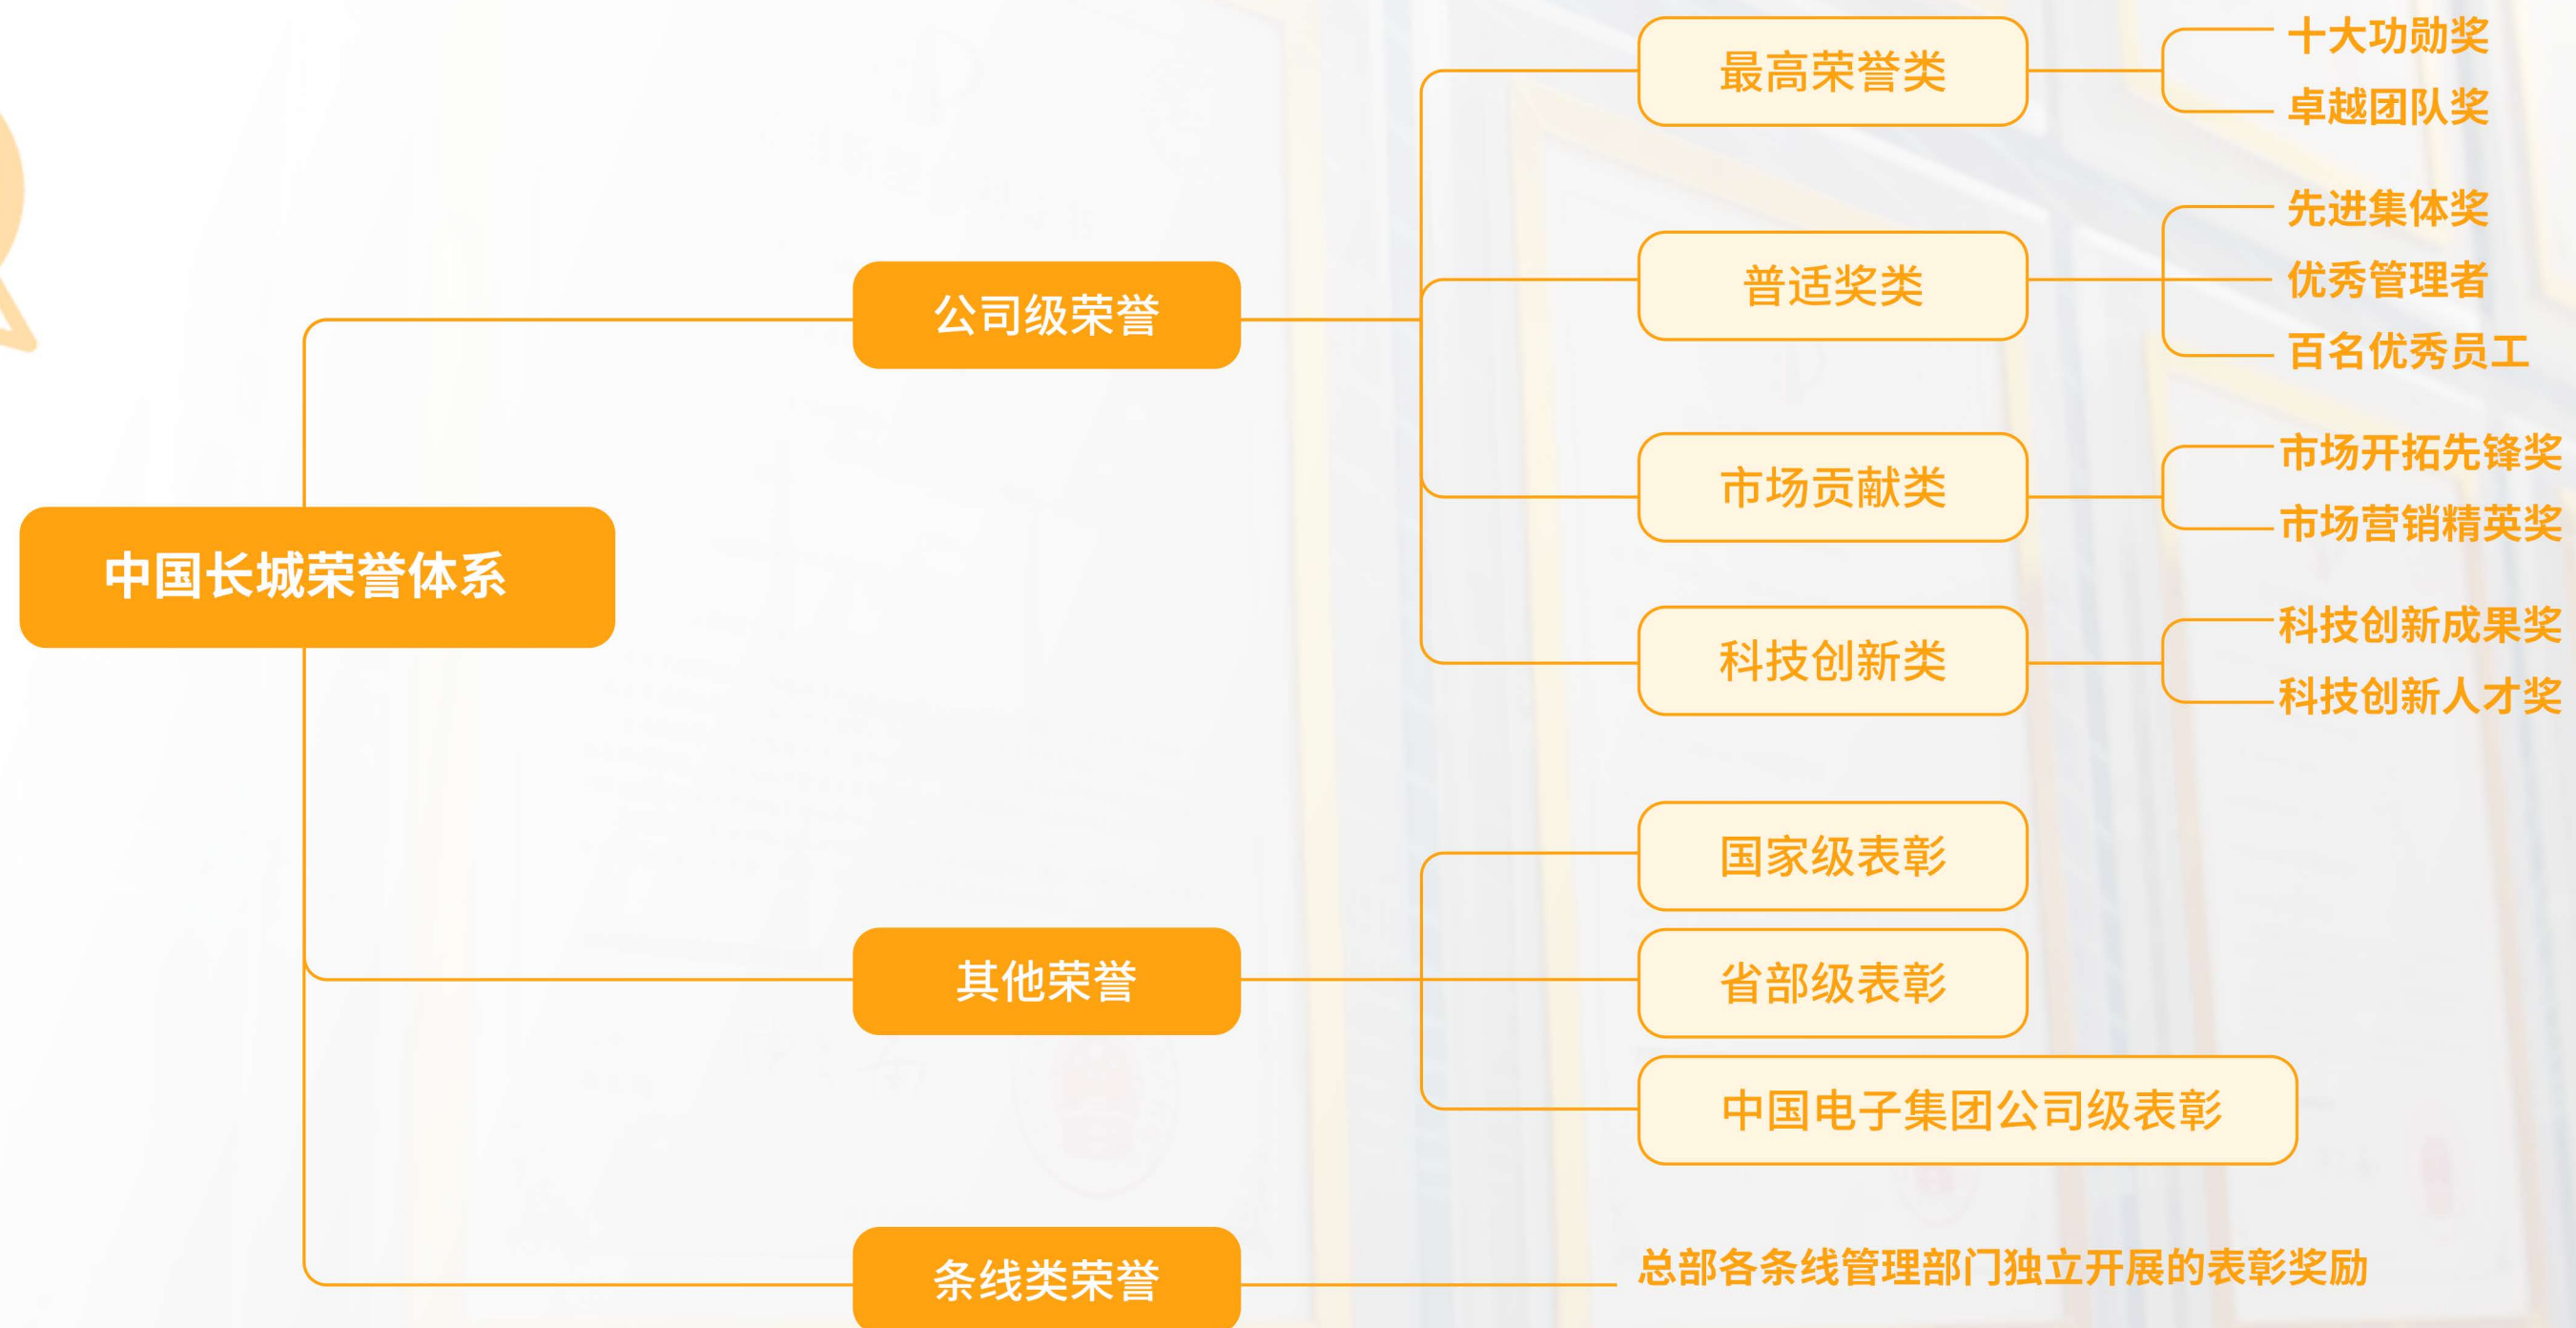 中国长城荣誉体系
公司级荣誉
最高荣誉类
十大功勋奖
卓越团队奖
普适奖类
先进集体奖
优秀管理者
百名优秀员工
市场贡献类
市场开拓先锋奖
市场营销精英奖
科技创新类
科技创新成果奖
科技创新人才奖
其他荣誉
国家级表彰
省部级表彰
中国电子集团公司级表彰
条线类荣誉
总部各条线管理部门独立开展的表彰奖励